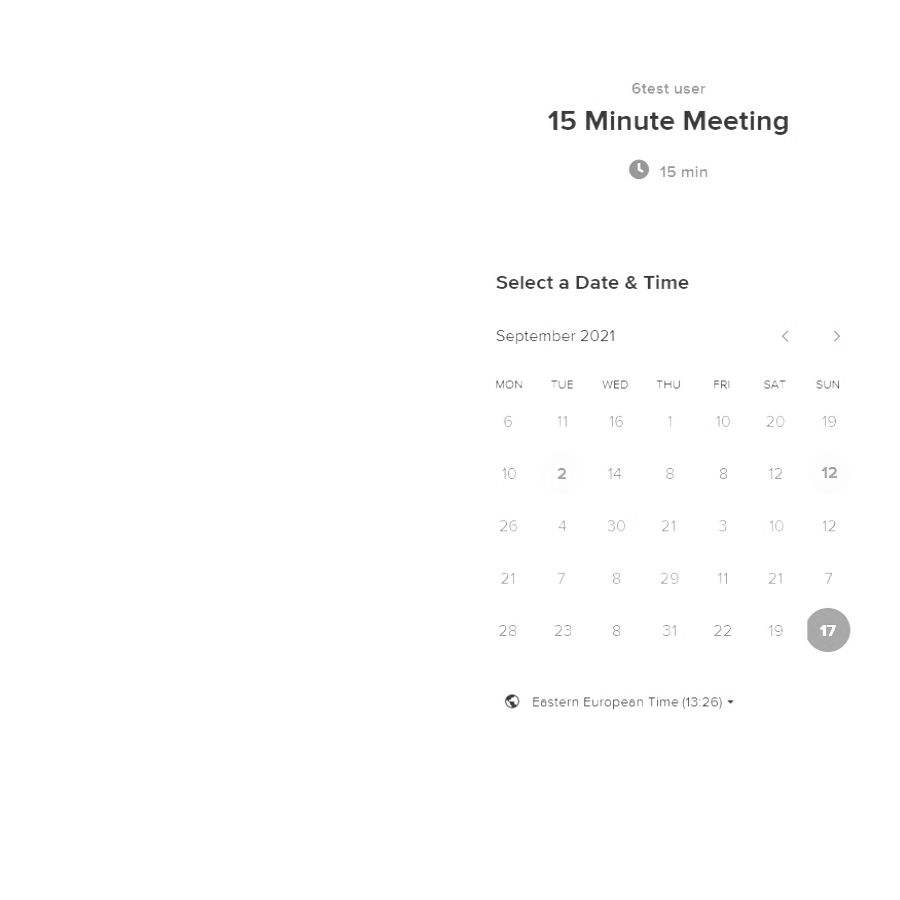 6test user
15 Minute Meeting
15 min
Select a Date & Time
September 2021
MON TUE WED THU FRI SAT SUN
6 11 16 1 10 20 19
10 2 14 8 8 12 12
26 4 30 21 3 10 12
21 7 8 29 11 21 7
28 23 8 31 22 19 17
Eastern European Time (13:26)